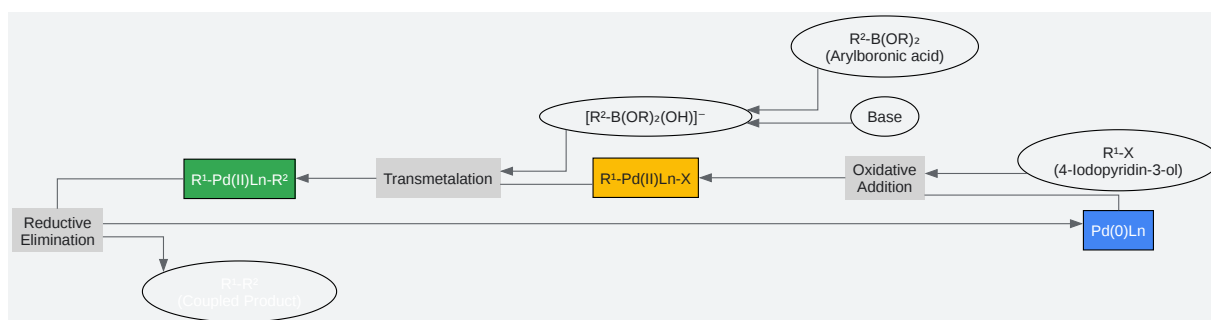 R²-B(OR)₂
(Arylboronic acid)
[R²-B(OR)₂(OH)]⁻
Base
R¹-X
(4-Iodopyridin-3-ol)
R¹-Pd(II)Ln-R²
Transmetalation
R¹-Pd(II)Ln-X
Oxidative
Addition
Reductive
Elimination
Pd(0)Ln
R¹-R²
(Coupled Product)